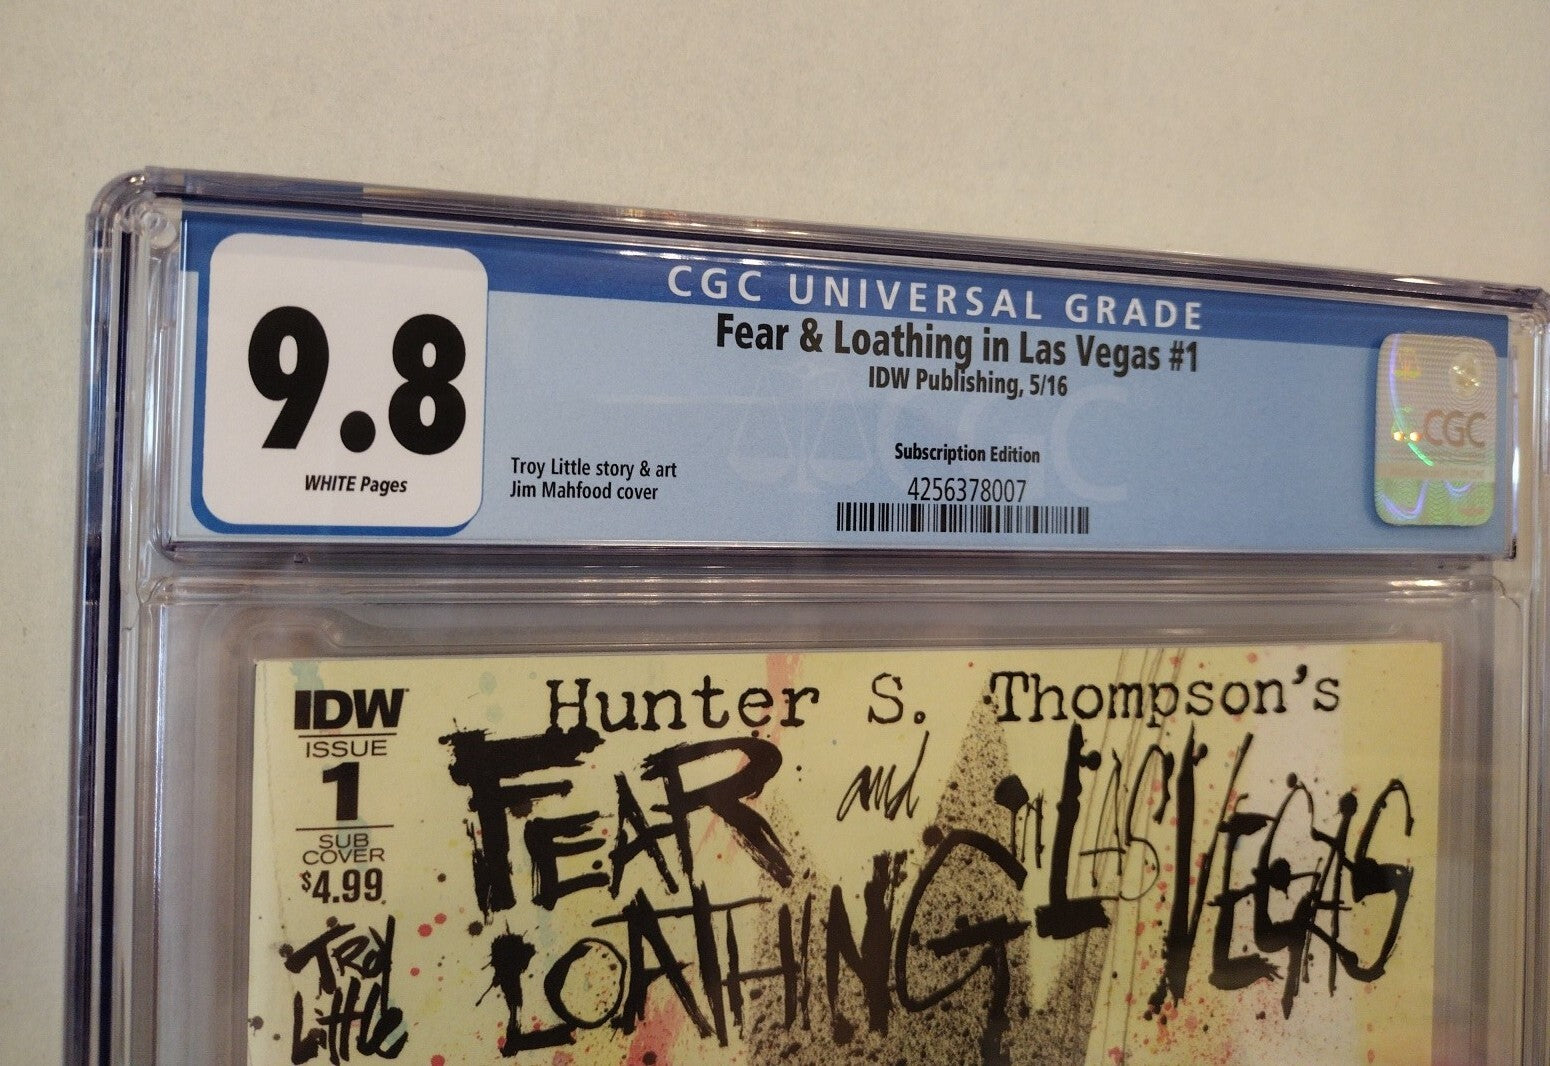 CGC UNIVERSAL GRADE
9.8
WHITE Pages
Fear & Loathing in Las Vegas #1
IDW Publishing, 5/16
Troy Little story & art
Jim Mahfood cover
Subscription Edition
4256378007
CGC
CGC
IDW
ISSUE
1
SUB
COVER
$4.99
TROY
LITTLE
Hunter S. Thompson's
FEAR and
LOATHING IN LAS VEGAS